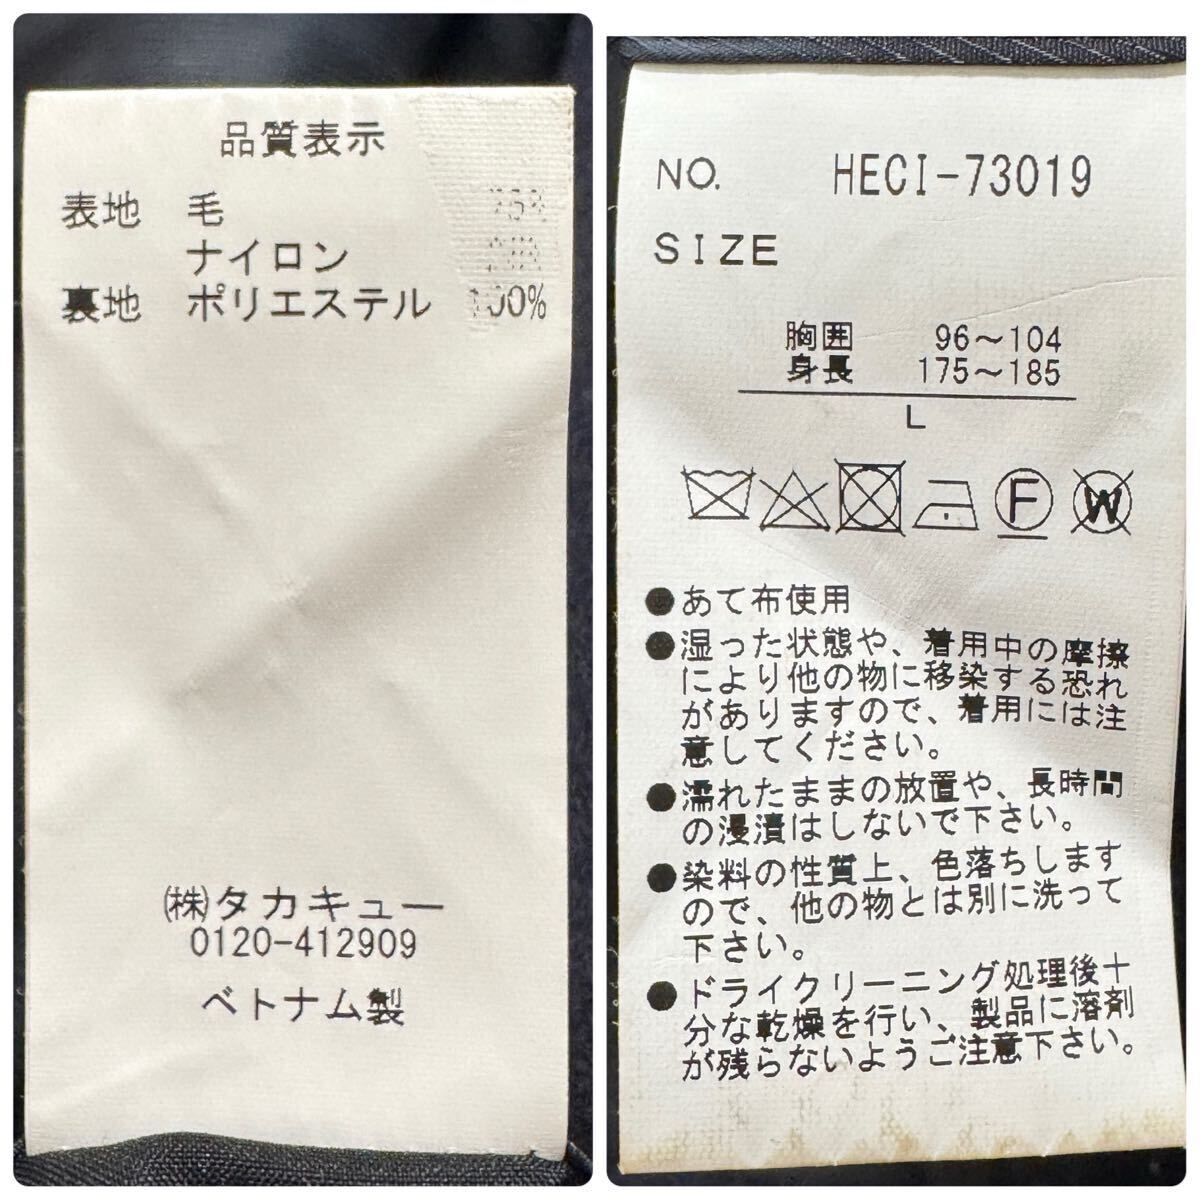 品質表示
表地 毛
ナイロン
裏地 ポリエステル 100%
㈱タカキュー
0120-412909
ベトナム製
NO. HECI-73019
SIZE
胸囲 96～104
身長 175～185
L
F
W
●あて布使用
●湿った状態や、着用中の摩擦
により他の物に移染する恐れ
がありますので、着用には注
意してください。
●濡れたままの放置や、長時間
の浸漬はしないで下さい。
●染料の性質上、色落ちします
ので、他の物とは別に洗って
下さい。
●ドライクリーニング処理後十
分な乾燥を行い、製品に溶剤
が残らないようご注意下さい。